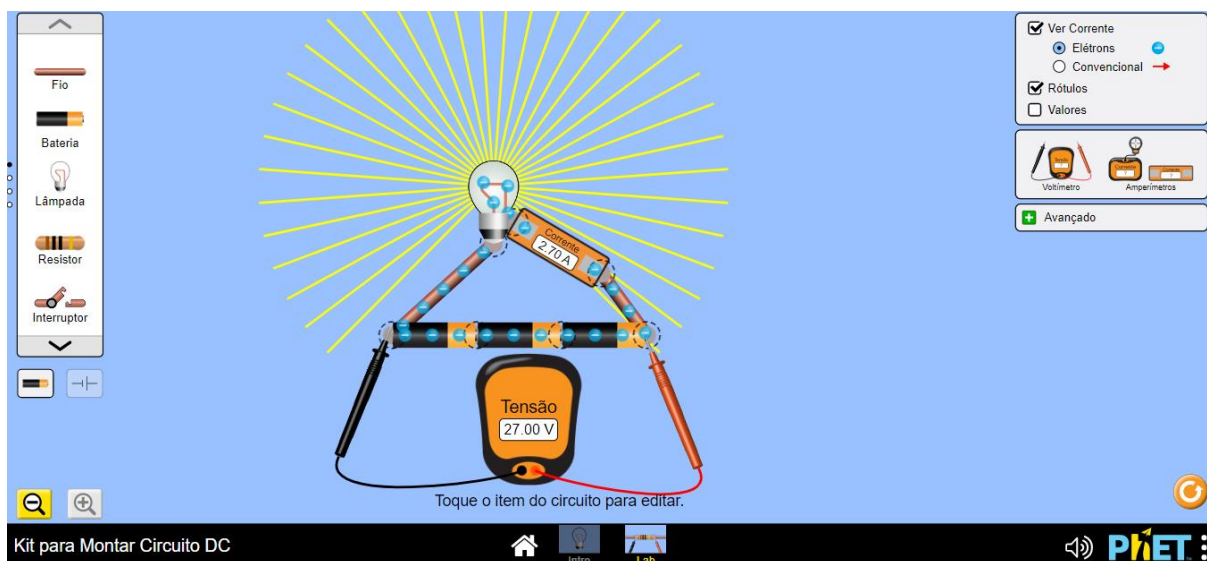 Fio
Bateria
Lâmpada
Resistor
Interruptor
Corrente
2.70 A
Tensão
27.00 V
Toque o item do circuito para editar.
Ver Corrente
Elétrons
Convencional
Rótulos
Valores
Voltímetro
Amperímetros
Avançado
Kit para Montar Circuito DC
Intro
Lab
PhET